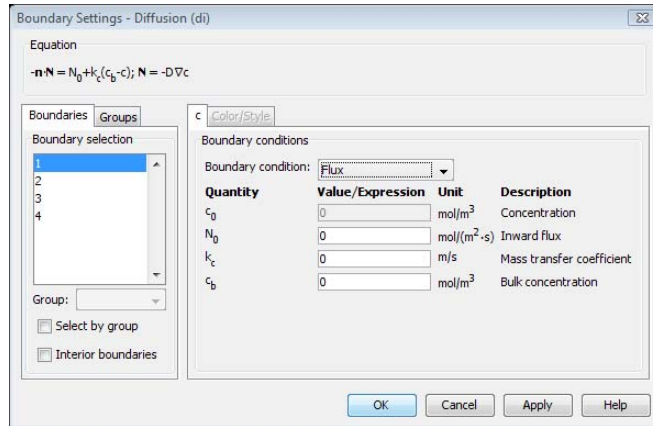 Boundary Settings - Diffusion (di)
Equation
-n·N = N0+kc(cb-c); N = -D∇c
Boundaries Groups
Boundary selection
1
2
3
4
Group:
Select by group
Interior boundaries
c Color/Style
Boundary conditions
Boundary condition: Flux
Quantity Value/Expression Unit Description
c0 0 mol/m³ Concentration
N0 0 mol/(m²·s) Inward flux
kc 0 m/s Mass transfer coefficient
cb 0 mol/m³ Bulk concentration
OK Cancel Apply Help